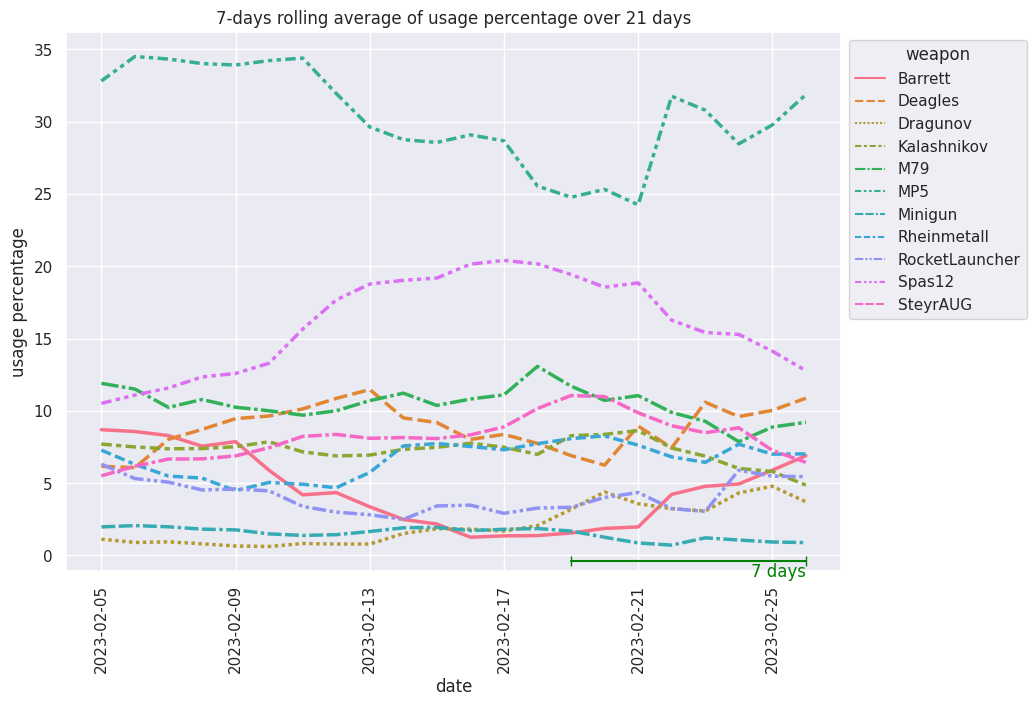 7-days rolling average of usage percentage over 21 days
usage percentage
35
30
25
20
15
10
5
0
7 days
2023-02-05
2023-02-09
2023-02-13
2023-02-17
2023-02-21
2023-02-25
date
weapon
Barrett
Deagles
Dragunov
Kalashnikov
M79
MP5
Minigun
Rheinmetall
RocketLauncher
Spas12
SteyrAUG